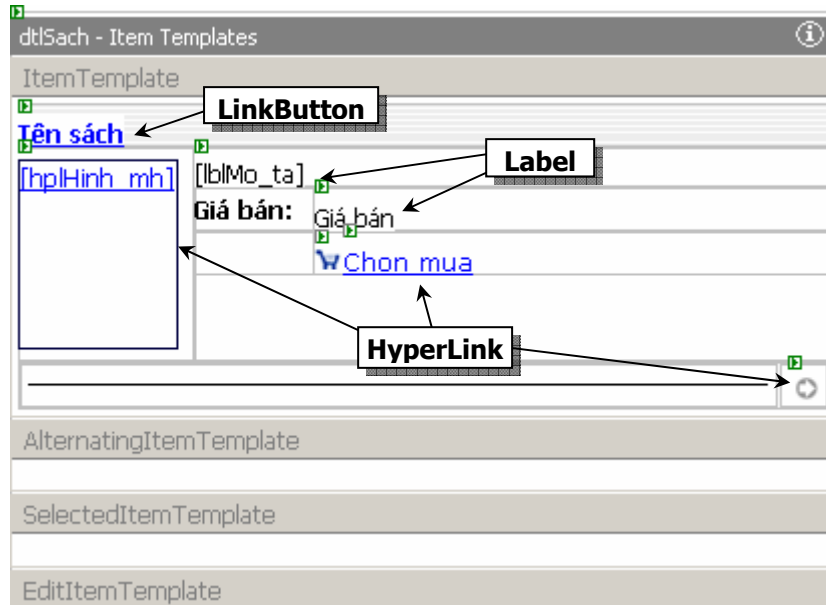 dtlSach - Item Templates
ItemTemplate
LinkButton
Tên sách
[hplHinh_mh]
[lblMo_ta]
Label
Giá bán:
Giá bán
Chon mua
HyperLink
AlternatingItemTemplate
SelectedItemTemplate
EditItemTemplate